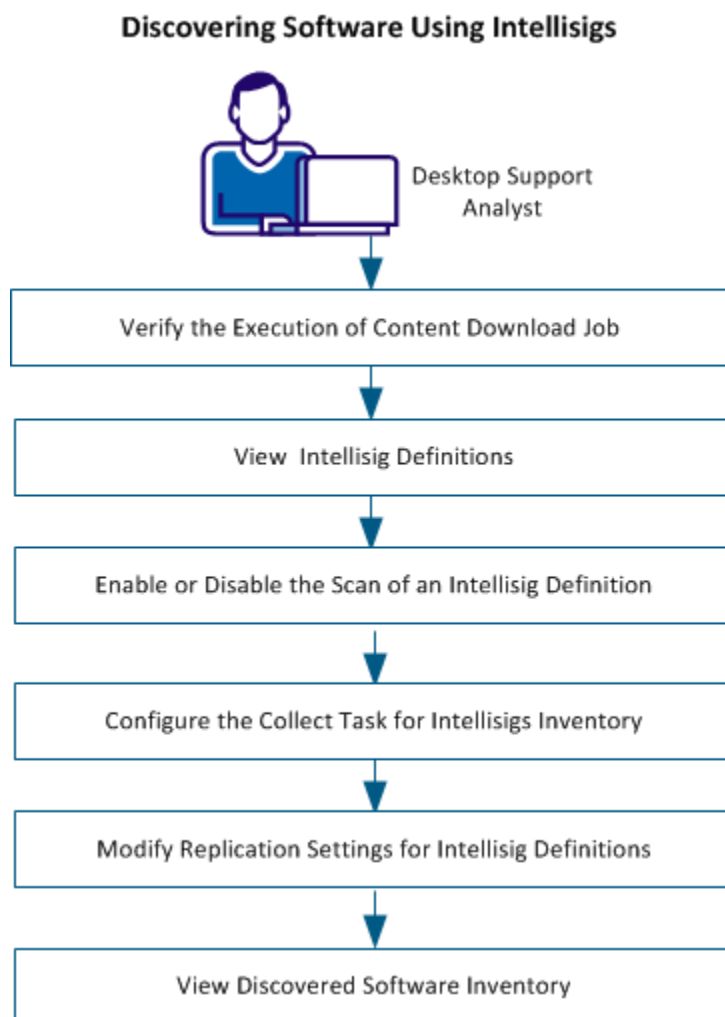 Discovering Software Using Intellisigs
Desktop Support
Analyst
Verify the Execution of Content Download Job
View Intellisig Definitions
Enable or Disable the Scan of an Intellisig Definition
Configure the Collect Task for Intellisigs Inventory
Modify Replication Settings for Intellisig Definitions
View Discovered Software Inventory